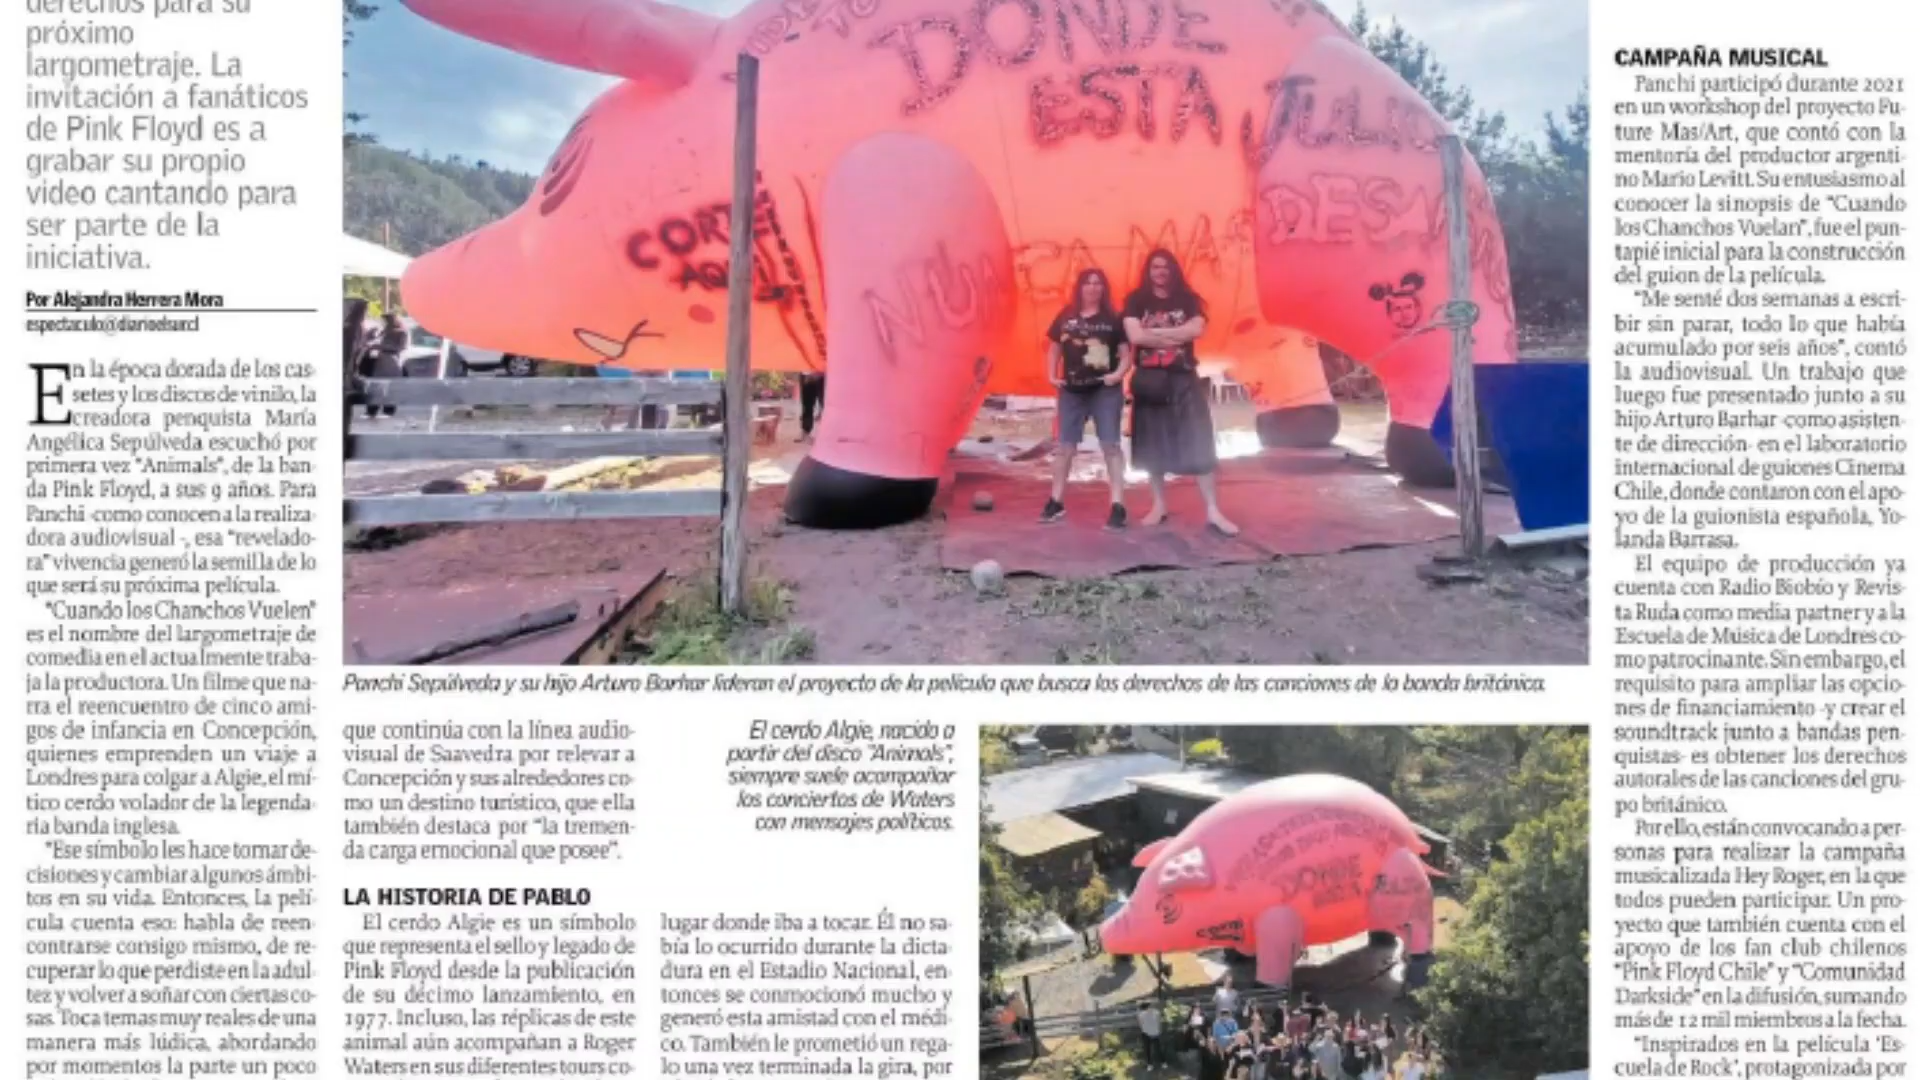 derechos para su
próximo
largometraje. La
invitación a fanáticos
de Pink Floyd es a
grabar su propio
video cantando para
ser parte de la
iniciativa.
Por Alejandra Herrera Mora
espectaculo@diarioelsur.cl
En la época dorada de los cas-
setes y los discos de vinilo, la
creadora penquista María
Angélica Sepúlveda escuchó por
primera vez "Animals", de la ban-
da Pink Floyd, a sus 9 años. Para
Panchi -como conocen a la realiza-
dora audiovisual -, esa "revelado-
ra" vivencia generó la semilla de lo
que será su próxima película.
"Cuando los Chanchos Vuelen"
es el nombre del largometraje de
comedia en el actualmente traba-
ja la productora. Un filme que na-
rra el reencuentro de cinco ami-
gos de infancia en Concepción,
quienes emprenden un viaje a
Londres para colgar a Algie, el mí-
tico cerdo volador de la legenda-
ria banda inglesa.
"Ese símbolo les hace tomar de-
cisiones y cambiar algunos ámbi-
tos en su vida. Entonces, la pelí-
cula cuenta eso: habla de reen-
contrarse consigo mismo, de re-
cuperar lo que perdiste en la adul-
tez y volver a soñar con ciertas co-
sas. Toca temas muy reales de una
manera más lúdica, abordando
por momentos la parte un poco
DONDE
ESTA
JULIO
CORTE
AQUI
NUNCA MAS
Panchi Sepúlveda y su hijo Arturo Barhar lideran el proyecto de la película que busca los derechos de las canciones de la banda británica.
que continúa con la línea audio-
visual de Saavedra por relevar a
Concepción y sus alrededores co-
mo un destino turístico, que ella
también destaca por "la tremen-
da carga emocional que posee".
LA HISTORIA DE PABLO
El cerdo Algie es un símbolo
que representa el sello y legado de
Pink Floyd desde la publicación
de su décimo lanzamiento, en
1977. Incluso, las réplicas de este
animal aún acompañan a Roger
Waters en sus diferentes tours co-
El cerdo Algie, nacido a
partir del disco "Animals",
siempre suele acompañar
los conciertos de Waters
con mensajes políticos.
lugar donde iba a tocar. Él no sa-
bía lo ocurrido durante la dicta-
dura en el Estadio Nacional, en-
tonces se conmocionó mucho y
generó esta amistad con el médi-
co. También le prometió un rega-
lo una vez terminada la gira, por
DONDE
ESTA
CAMPAÑA MUSICAL
Panchi participó durante 2021
en un workshop del proyecto Fu-
ture Mas/Art, que contó con la
mentoría del productor argenti-
no Mario Levitt. Su entusiasmo al
conocer la sinopsis de "Cuando
los Chanchos Vuelan", fue el pun-
tapié inicial para la construcción
del guion de la película.
"Me senté dos semanas a escri-
bir sin parar, todo lo que había
acumulado por seis años", contó
la audiovisual. Un trabajo que
luego fue presentado junto a su
hijo Arturo Barhar -como asisten-
te de dirección- en el laboratorio
internacional de guiones Cinema
Chile, donde contaron con el apo-
yo de la guionista española, Yo-
landa Barrasa.
El equipo de producción ya
cuenta con Radio Biobío y Revis-
ta Ruda como media partner y a la
Escuela de Música de Londres co-
mo patrocinante. Sin embargo, el
requisito para ampliar las opcio-
nes de financiamiento -y crear el
soundtrack junto a bandas pen-
quistas- es obtener los derechos
autorales de las canciones del gru-
po británico.
Por ello, están convocando a per-
sonas para realizar la campaña
musicalizada Hey Roger, en la que
todos pueden participar. Un pro-
yecto que también cuenta con el
apoyo de los fan club chilenos
"Pink Floyd Chile" y "Comunidad
Darkside" en la difusión, sumando
más de 12 mil miembros a la fecha.
"Inspirados en la película 'Es-
cuela de Rock', protagonizada por